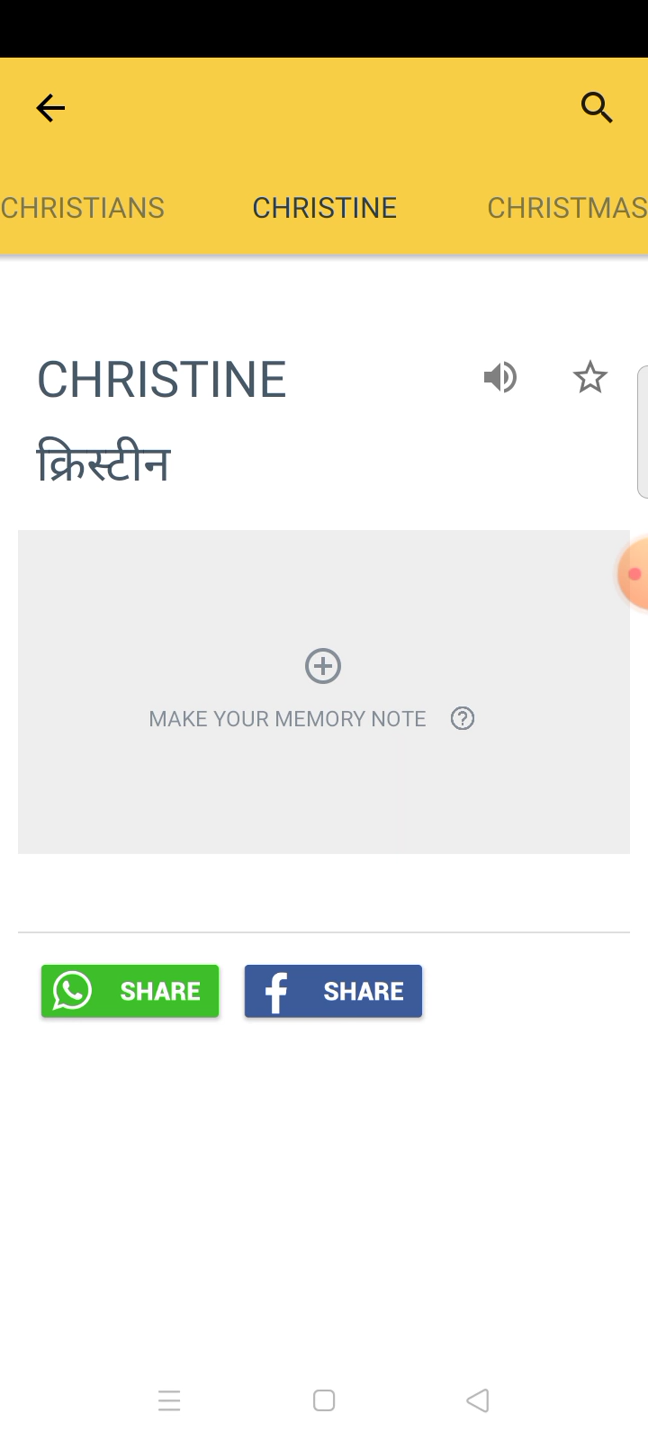 CHRISTIANS CHRISTINE CHRISTMAS
CHRISTINE
क्रिस्टीन
MAKE YOUR MEMORY NOTE
SHARE SHARE